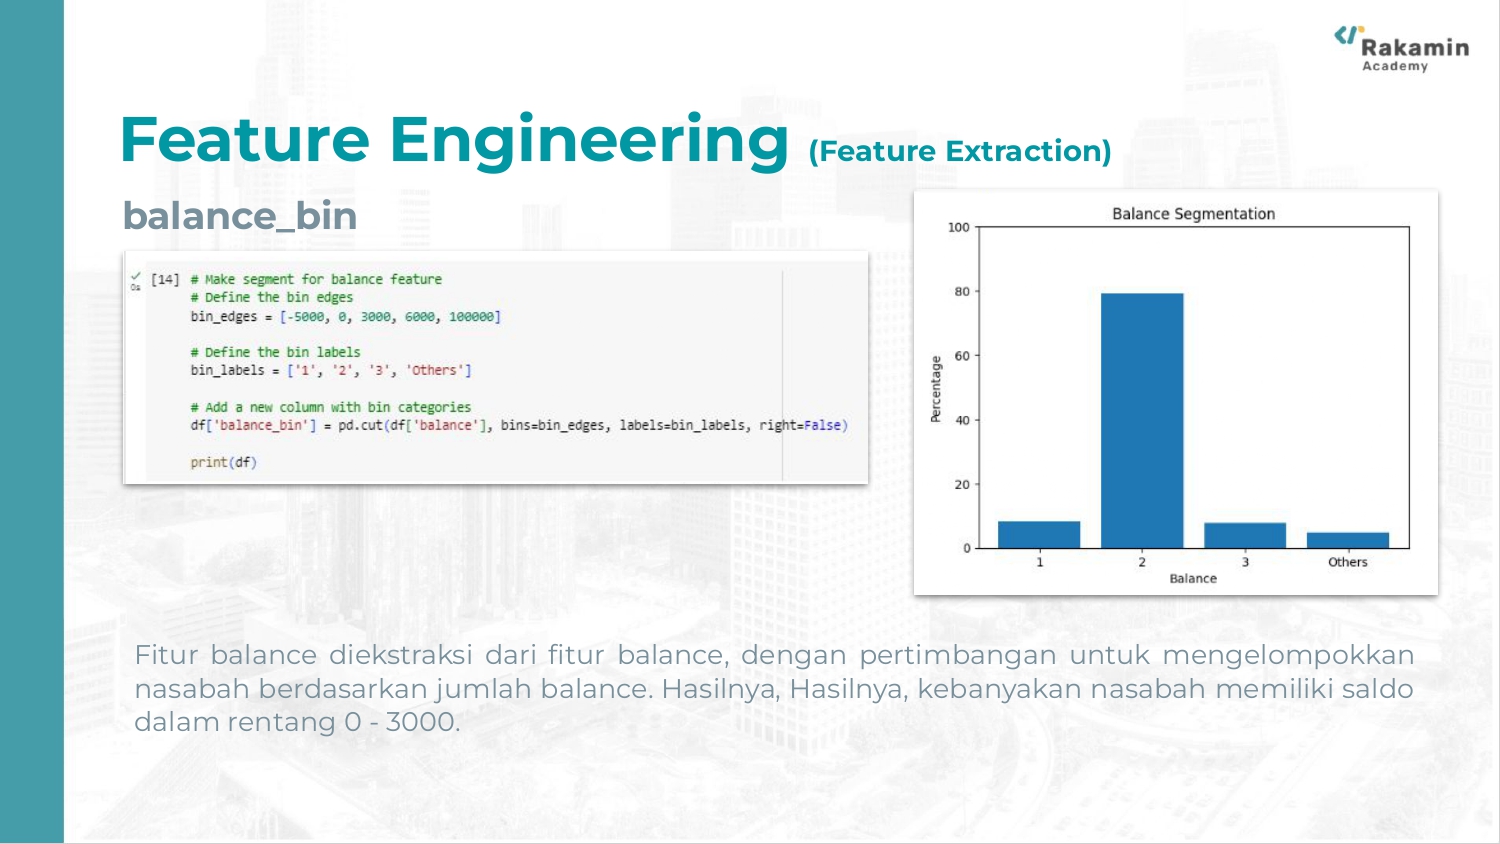 Rakamin
Academy
Feature Engineering (Feature Extraction)
balance_bin
[14] # Make segment for balance feature
0s
# Define the bin edges
bin_edges = [-5000, 0, 3000, 6000, 100000]
# Define the bin labels
bin_labels = ['1', '2', '3', 'Others']
# Add a new column with bin categories
df['balance_bin'] = pd.cut(df['balance'], bins=bin_edges, labels=bin_labels, right=False)
print(df)
Balance Segmentation
100
80
60
40
20
0
Percentage
1 2 3 Others
Balance
Fitur balance diekstraksi dari fitur balance, dengan pertimbangan untuk mengelompokkan
nasabah berdasarkan jumlah balance. Hasilnya, Hasilnya, kebanyakan nasabah memiliki saldo
dalam rentang 0 - 3000.